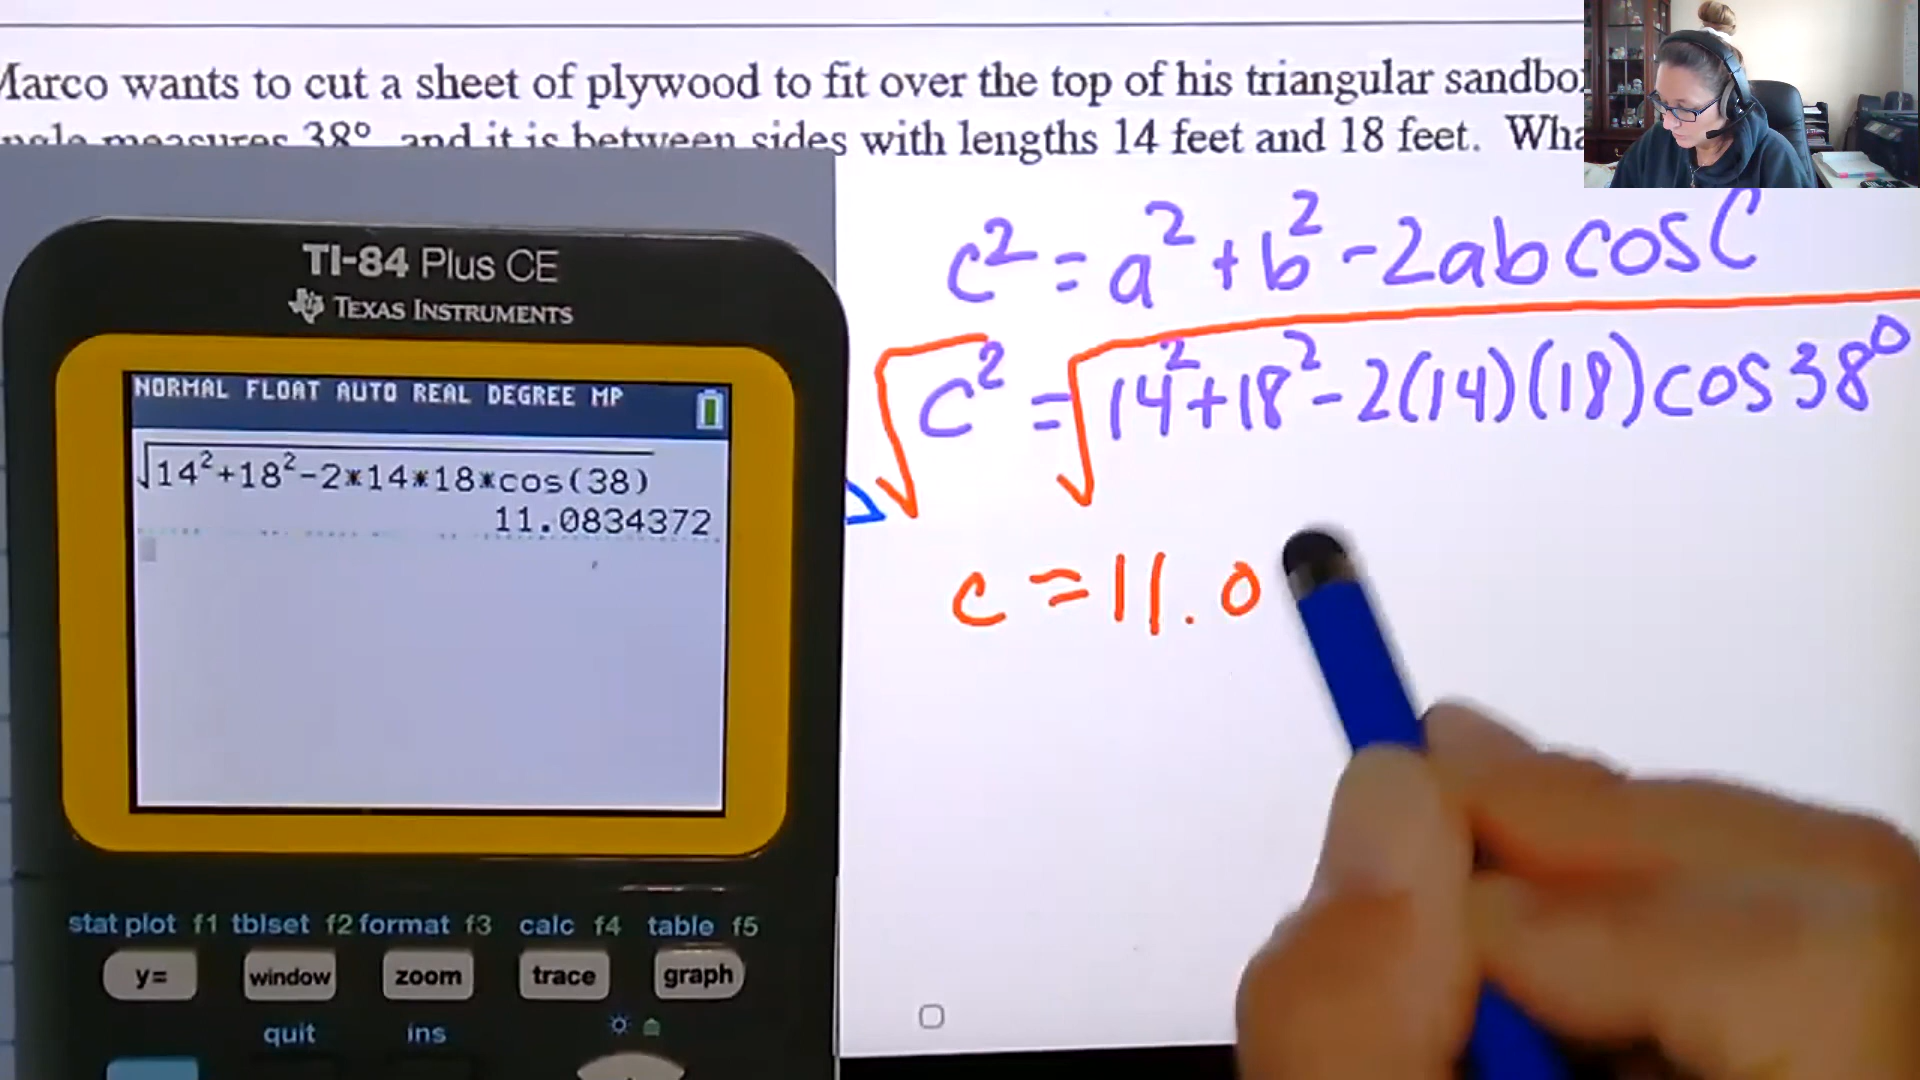 Marco wants to cut a sheet of plywood to fit over the top of his triangular sandbo
angle measures 38º and it is between sides with lengths 14 feet and 18 feet. Wha
c² = a² + b² - 2ab cos C
√c² = √14² + 18² - 2(14)(18) cos 38º
c = 11.0
TI-84 Plus CE
TEXAS INSTRUMENTS
NORMAL FLOAT AUTO REAL DEGREE MP
√14²+18²-2*14*18*cos(38)
11.0834372
stat plot f1 tblset f2 format f3 calc f4 table f5
y= window zoom trace graph
quit ins